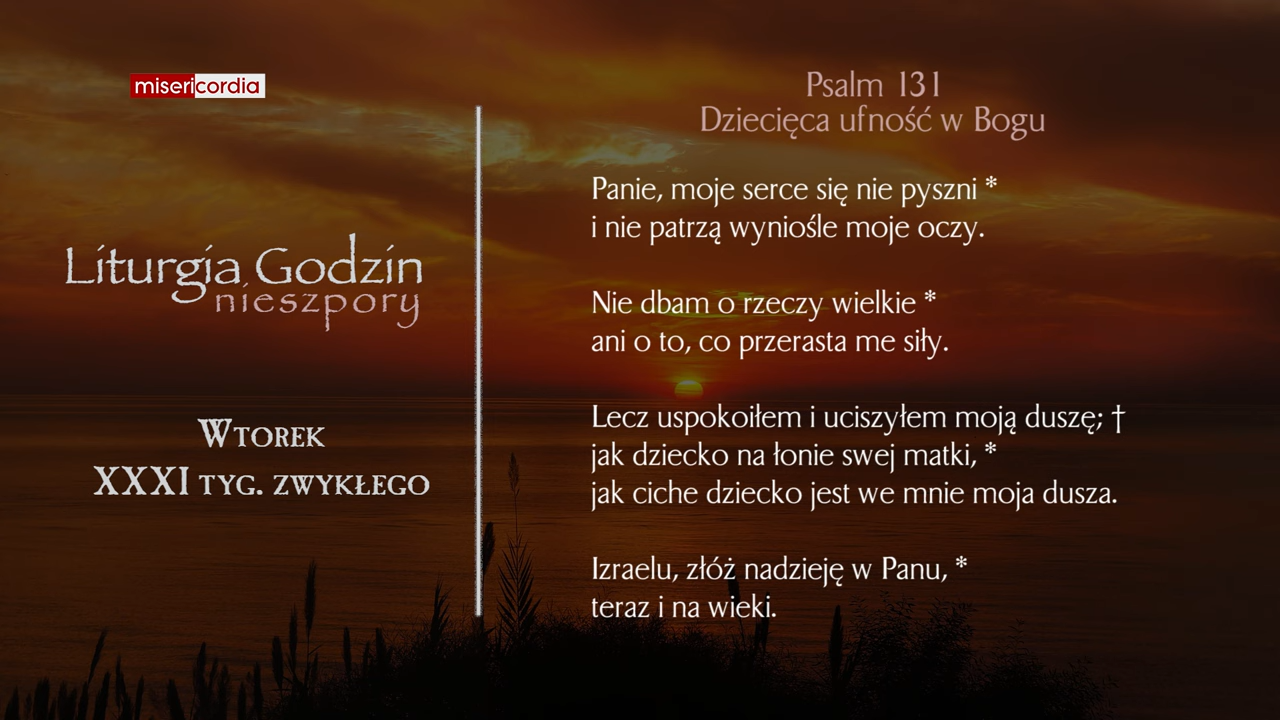 misericordia
Liturgia Godzin
nieszpory
Wtorek
XXXI tyg. zwykłego
Psalm 131
Dziecięca ufność w Bogu
Panie, moje serce się nie pyszni *
i nie patrzą wyniośle moje oczy.
Nie dbam o rzeczy wielkie *
ani o to, co przerasta me siły.
Lecz uspokoiłem i uciszyłem moją duszę; †
jak dziecko na łonie swej matki, *
jak ciche dziecko jest we mnie moja dusza.
Izraelu, złóż nadzieję w Panu, *
teraz i na wieki.